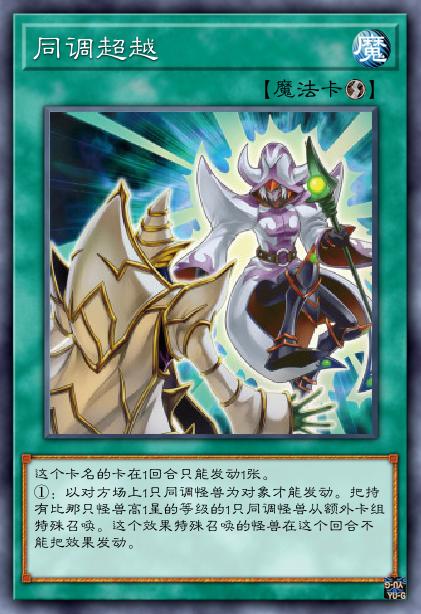 同调超越
魔
【魔法卡】
这个卡名的卡在1回合只能发动1张。
①：以对方场上1只同调怪兽为对象才能发动。把持
有比那只怪兽高1星的等级的1只同调怪兽从额外卡组
特殊召唤。这个效果特殊召唤的怪兽在这个回合不
能把效果发动。
YU-G